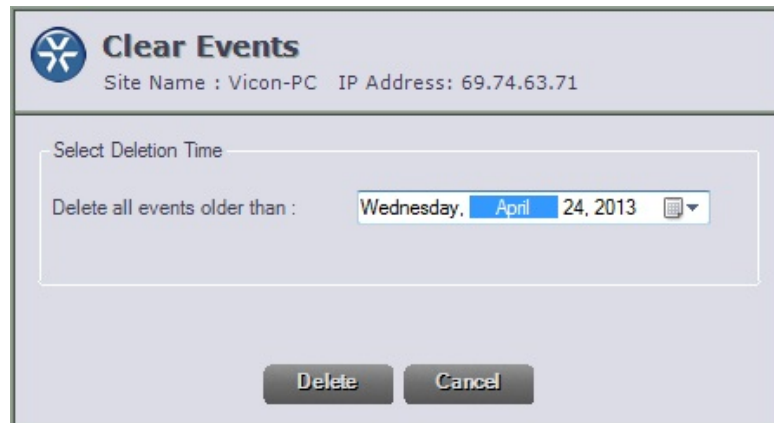 Clear Events
Site Name : Vicon-PC IP Address: 69.74.63.71
Select Deletion Time
Delete all events older than : Wednesday, April 24, 2013
Delete Cancel